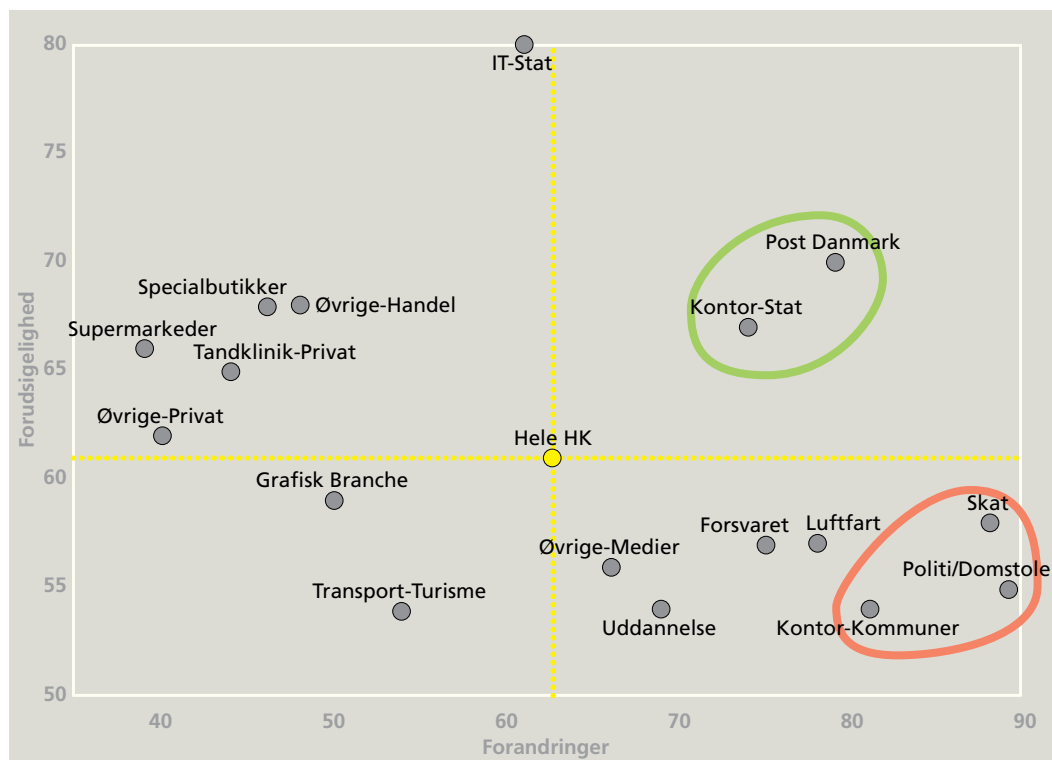 80
IT-Stat
75
70
Post Danmark
Specialbutikker
Kontor-Stat
Øvrige-Handel
Supermarkeder
Tandklinik-Privat
65
Forudsigelighed
Øvrige-Privat
Hele HK
60
Grafisk Branche
Skat
Forsvaret
Luftfart
Øvrige-Medier
Politi/Domstole
55
Transport-Turisme
Uddannelse
Kontor-Kommuner
50
40 50 60 70 80 90
Forandringer